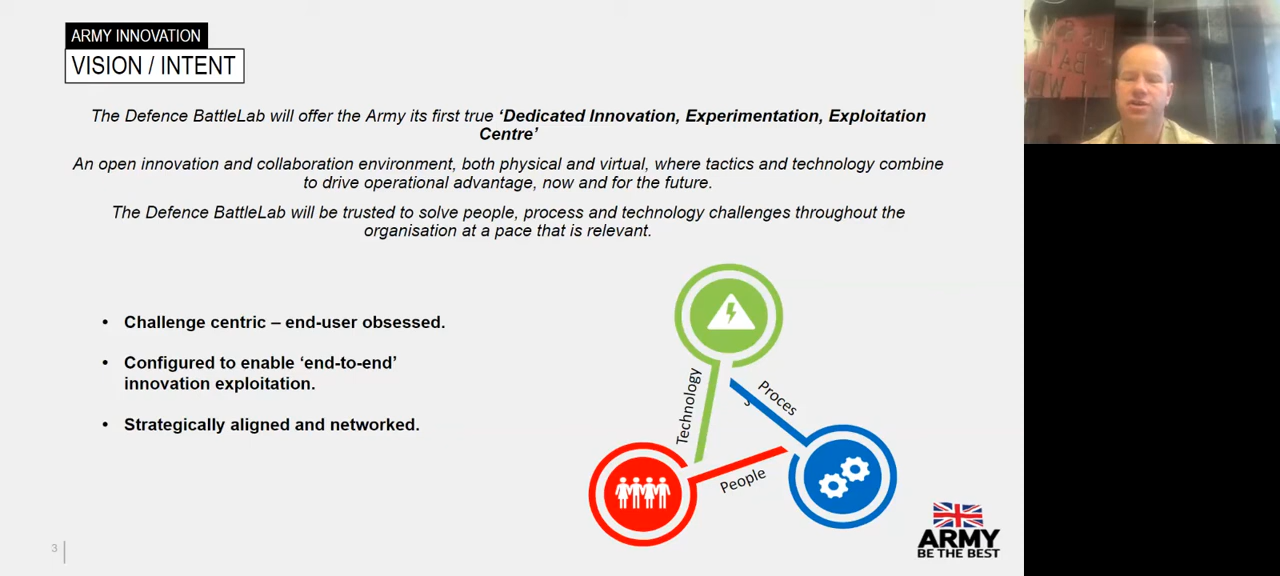 ARMY INNOVATION
VISION / INTENT
The Defence BattleLab will offer the Army its first true ‘Dedicated Innovation, Experimentation, Exploitation
Centre’
An open innovation and collaboration environment, both physical and virtual, where tactics and technology combine
to drive operational advantage, now and for the future.
The Defence BattleLab will be trusted to solve people, process and technology challenges throughout the
organisation at a pace that is relevant.
• Challenge centric – end-user obsessed.
• Configured to enable ‘end-to-end’
innovation exploitation.
• Strategically aligned and networked.
Technology
Proces
s
People
ARMY
BE THE BEST
3